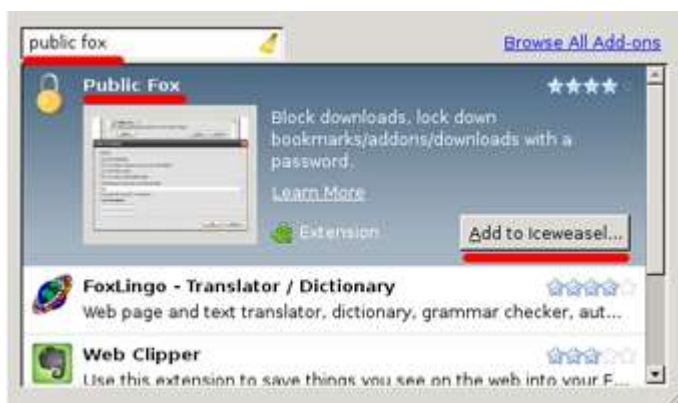 public fox
Browse All Add-ons
Public Fox
Block downloads, lock down
bookmarks/addons/downloads with a
password.
Learn More
Extension
Add to Iceweasel...
FoxLingo - Translator / Dictionary
Web page and text translator, dictionary, grammar checker, aut...
Web Clipper
Use this extension to save things you see on the web into your F...